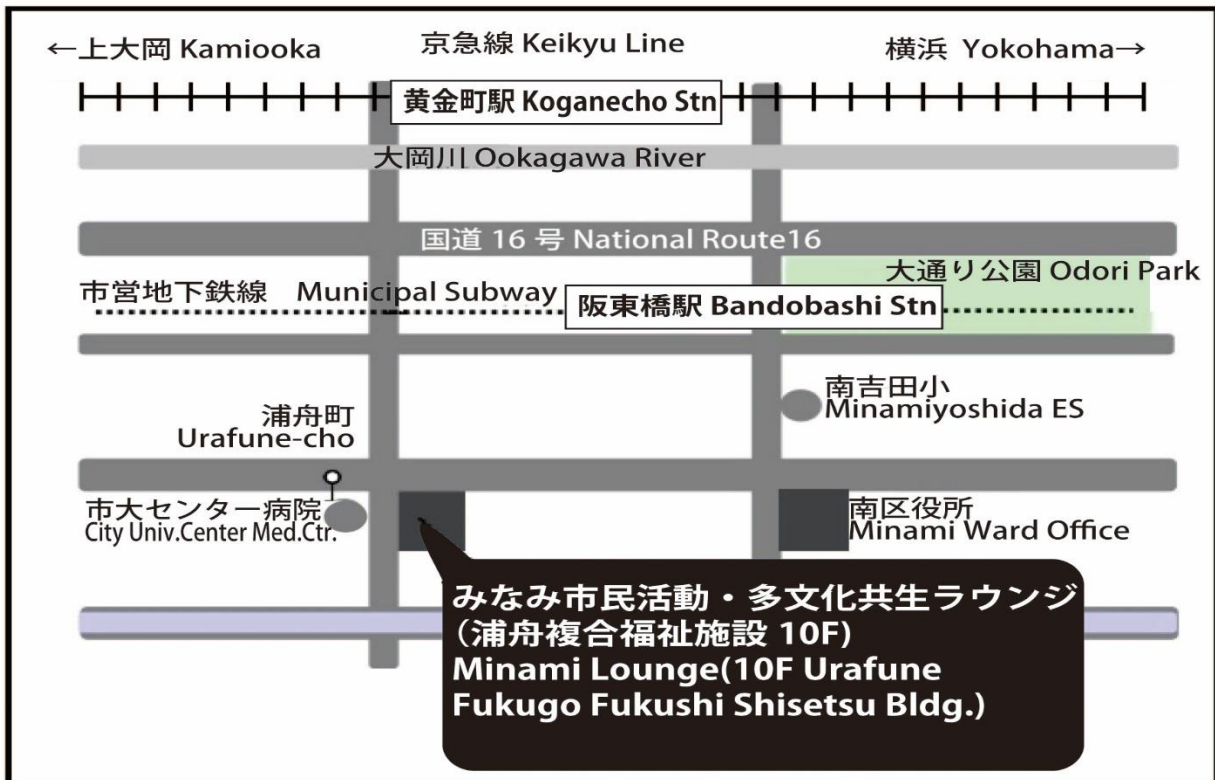 ←上大岡 Kamiooka
京急線 Keikyu Line
横浜 Yokohama→
黄金町駅 Koganecho Stn
大岡川 Ookagawa River
国道 16 号 National Route16
大通り公園 Odori Park
市営地下鉄線 Municipal Subway
阪東橋駅 Bandobashi Stn
南吉田小
Minamiyoshida ES
浦舟町
Urafune-cho
市大センター病院
City Univ.Center Med.Ctr.
南区役所
Minami Ward Office
みなみ市民活動・多文化共生ラウンジ
(浦舟複合福祉施設 10F)
Minami Lounge(10F Urafune
Fukugo Fukushi Shisetsu Bldg.)